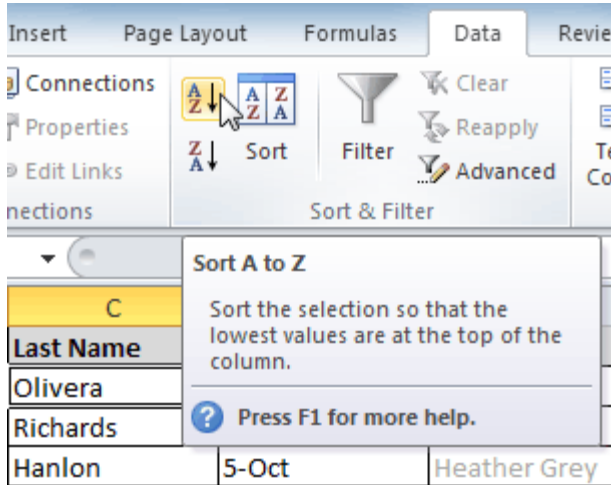 Insert Page Layout Formulas Data Revie
Connections
Properties
Edit Links
nections
A Z
Z A
A Z Z A
Sort
Filter
Clear
Reapply
Advanced
Te
Co
Sort & Filter
Sort A to Z
Sort the selection so that the
lowest values are at the top of the
column.
Press F1 for more help.
C
Last Name
Olivera
Richards
Hanlon 5-Oct Heather Grey